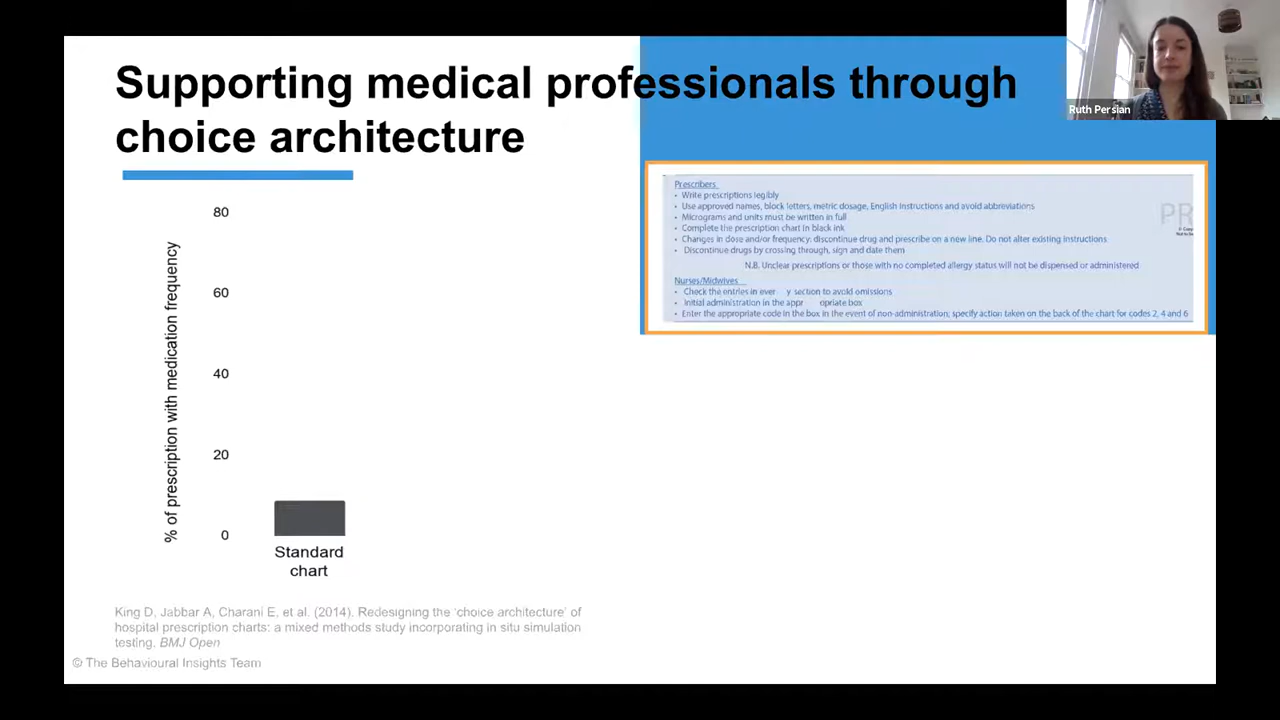 Supporting medical professionals through
choice architecture
Ruth Persian
Prescribers
• Write prescriptions legibly
• Use approved names, block letters, metric dosage, English instructions and avoid abbreviations
• Micrograms and units must be written in full
• Complete the prescription chart in black ink
• Changes in dose and/or frequency: discontinue drug and prescribe on a new line. Do not alter existing instructions
• Discontinue drugs by crossing through, sign and date them
N.B. Unclear prescriptions or those with no completed allergy status will not be dispensed or administered
Nurses/Midwives
• Check the entries in ever y section to avoid omissions
• Initial administration in the appr opriate box
• Enter the appropriate code in the box in the event of non-administration; specify action taken on the back of the chart for codes 2, 4 and 6
PR
% of prescription with medication frequency
80
60
40
20
0
Standard
chart
King D, Jabbar A, Charani E, et al. (2014). Redesigning the ‘choice architecture’ of
hospital prescription charts: a mixed methods study incorporating in situ simulation
testing. BMJ Open
© The Behavioural Insights Team